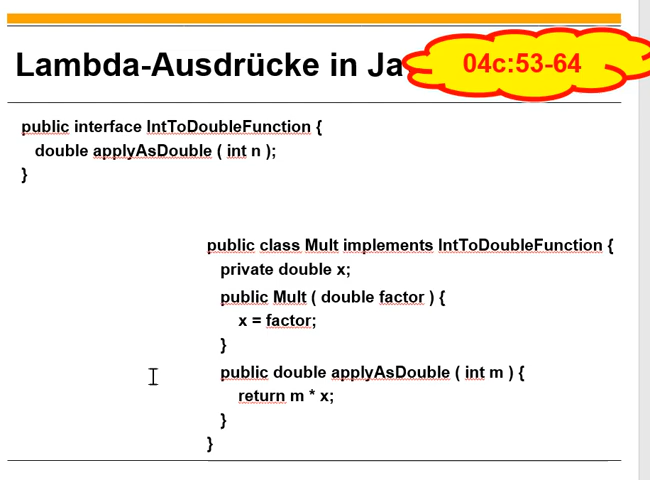 Lambda-Ausdrücke in Ja
04c:53-64
public interface IntToDoubleFunction {
double applyAsDouble ( int n );
}
public class Mult implements IntToDoubleFunction {
private double x;
public Mult ( double factor ) {
x = factor;
}
public double applyAsDouble ( int m ) {
return m * x;
}
}